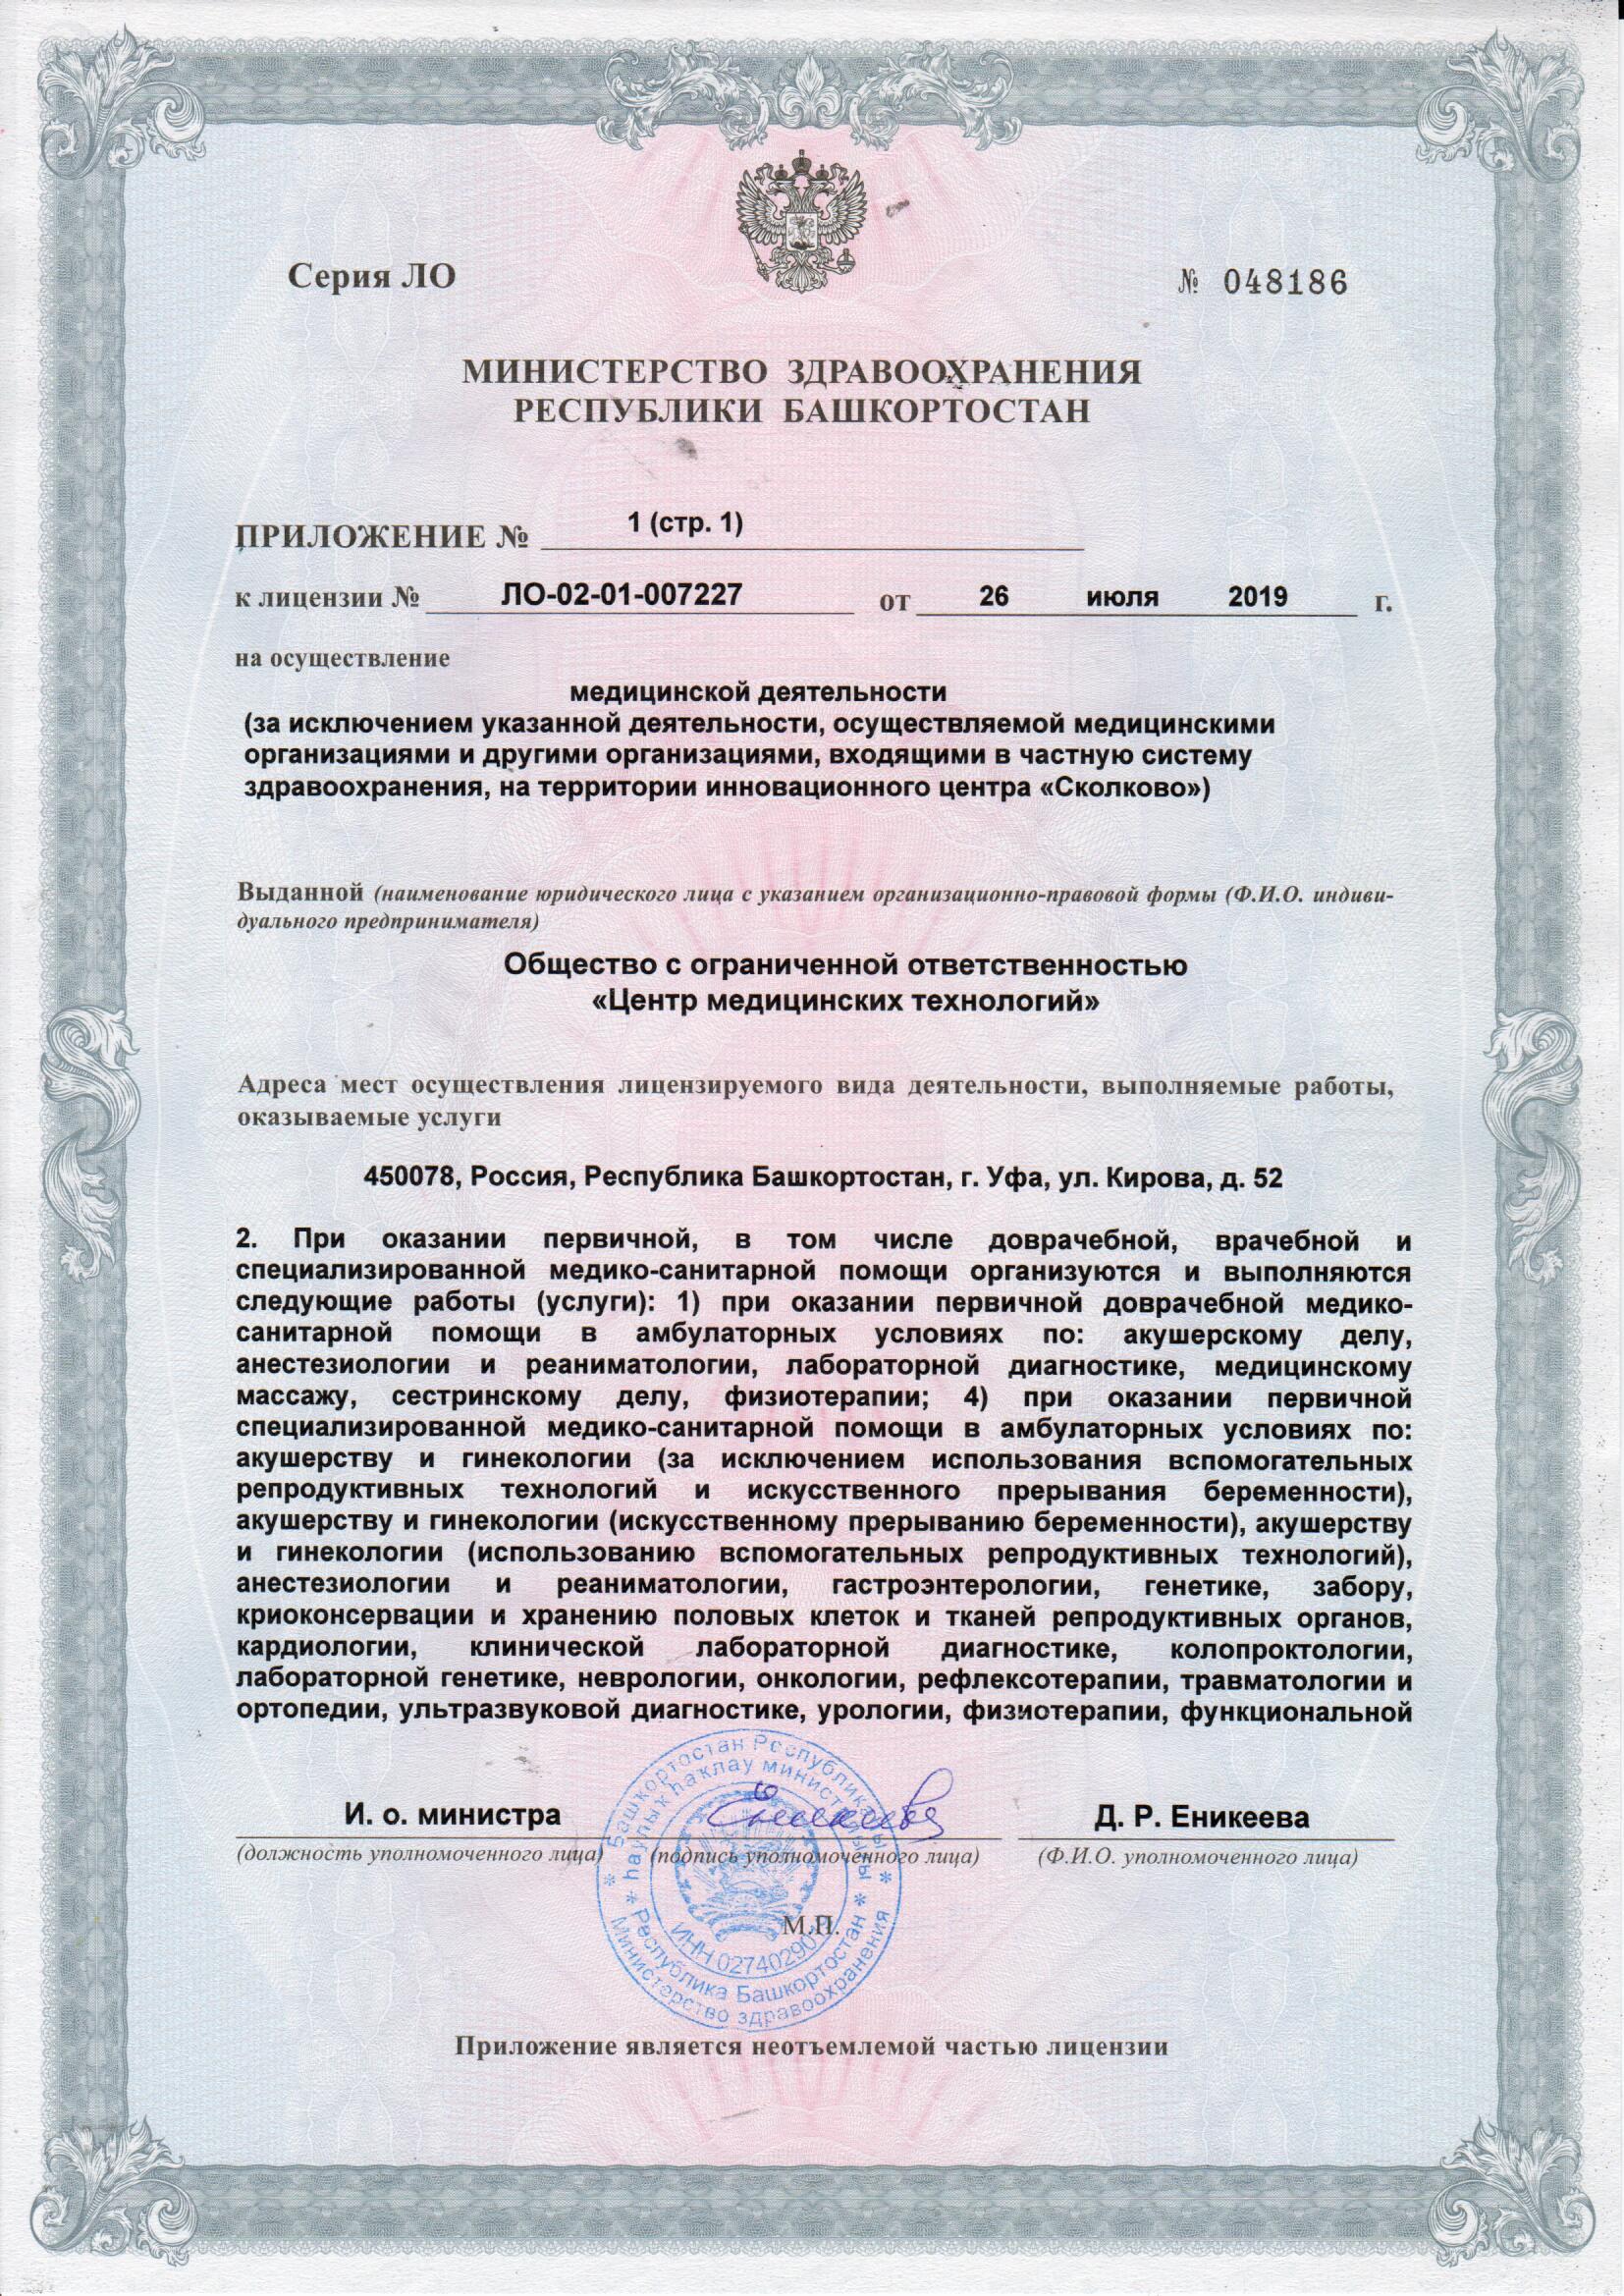 Серия ЛО
№ 048186
МИНИСТЕРСТВО ЗДРАВООХРАНЕНИЯ
РЕСПУБЛИКИ БАШКОРТОСТАН
ПРИЛОЖЕНИЕ № 1 (стр. 1)
к лицензии № ЛО-02-01-007227 от 26 июля 2019 г.
на осуществление
медицинской деятельности
(за исключением указанной деятельности, осуществляемой медицинскими
организациями и другими организациями, входящими в частную систему
здравоохранения, на территории инновационного центра «Сколково»)
Выданной (наименование юридического лица с указанием организационно-правовой формы (Ф.И.О. индиви-
дуального предпринимателя)
Общество с ограниченной ответственностью
«Центр медицинских технологий»
Адреса мест осуществления лицензируемого вида деятельности, выполняемые работы,
оказываемые услуги
450078, Россия, Республика Башкортостан, г. Уфа, ул. Кирова, д. 52
2. При оказании первичной, в том числе доврачебной, врачебной и
специализированной медико-санитарной помощи организуются и выполняются
следующие работы (услуги): 1) при оказании первичной доврачебной медико-
санитарной помощи в амбулаторных условиях по: акушерскому делу,
анестезиологии и реаниматологии, лабораторной диагностике, медицинскому
массажу, сестринскому делу, физиотерапии; 4) при оказании первичной
специализированной медико-санитарной помощи в амбулаторных условиях по:
акушерству и гинекологии (за исключением использования вспомогательных
репродуктивных технологий и искусственного прерывания беременности),
акушерству и гинекологии (искусственному прерыванию беременности), акушерству
и гинекологии (использованию вспомогательных репродуктивных технологий),
анестезиологии и реаниматологии, гастроэнтерологии, генетике, забору,
криоконсервации и хранению половых клеток и тканей репродуктивных органов,
кардиологии, клинической лабораторной диагностике, колопроктологии,
лабораторной генетике, неврологии, онкологии, рефлексотерапии, травматологии и
ортопедии, ультразвуковой диагностике, урологии, физиотерапии, функциональной
И. о. министра
Д. Р. Еникеева
(должность уполномоченного лица)
(подпись уполномоченного лица)
(Ф.И.О. уполномоченного лица)
М.П.
Башҡортостан Республикаһы
һаулыҡ һаҡлау министрлығы
Республика Башкортостан
Министерство здравоохранения
ИНН
Приложение является неотъемлемой частью лицензии